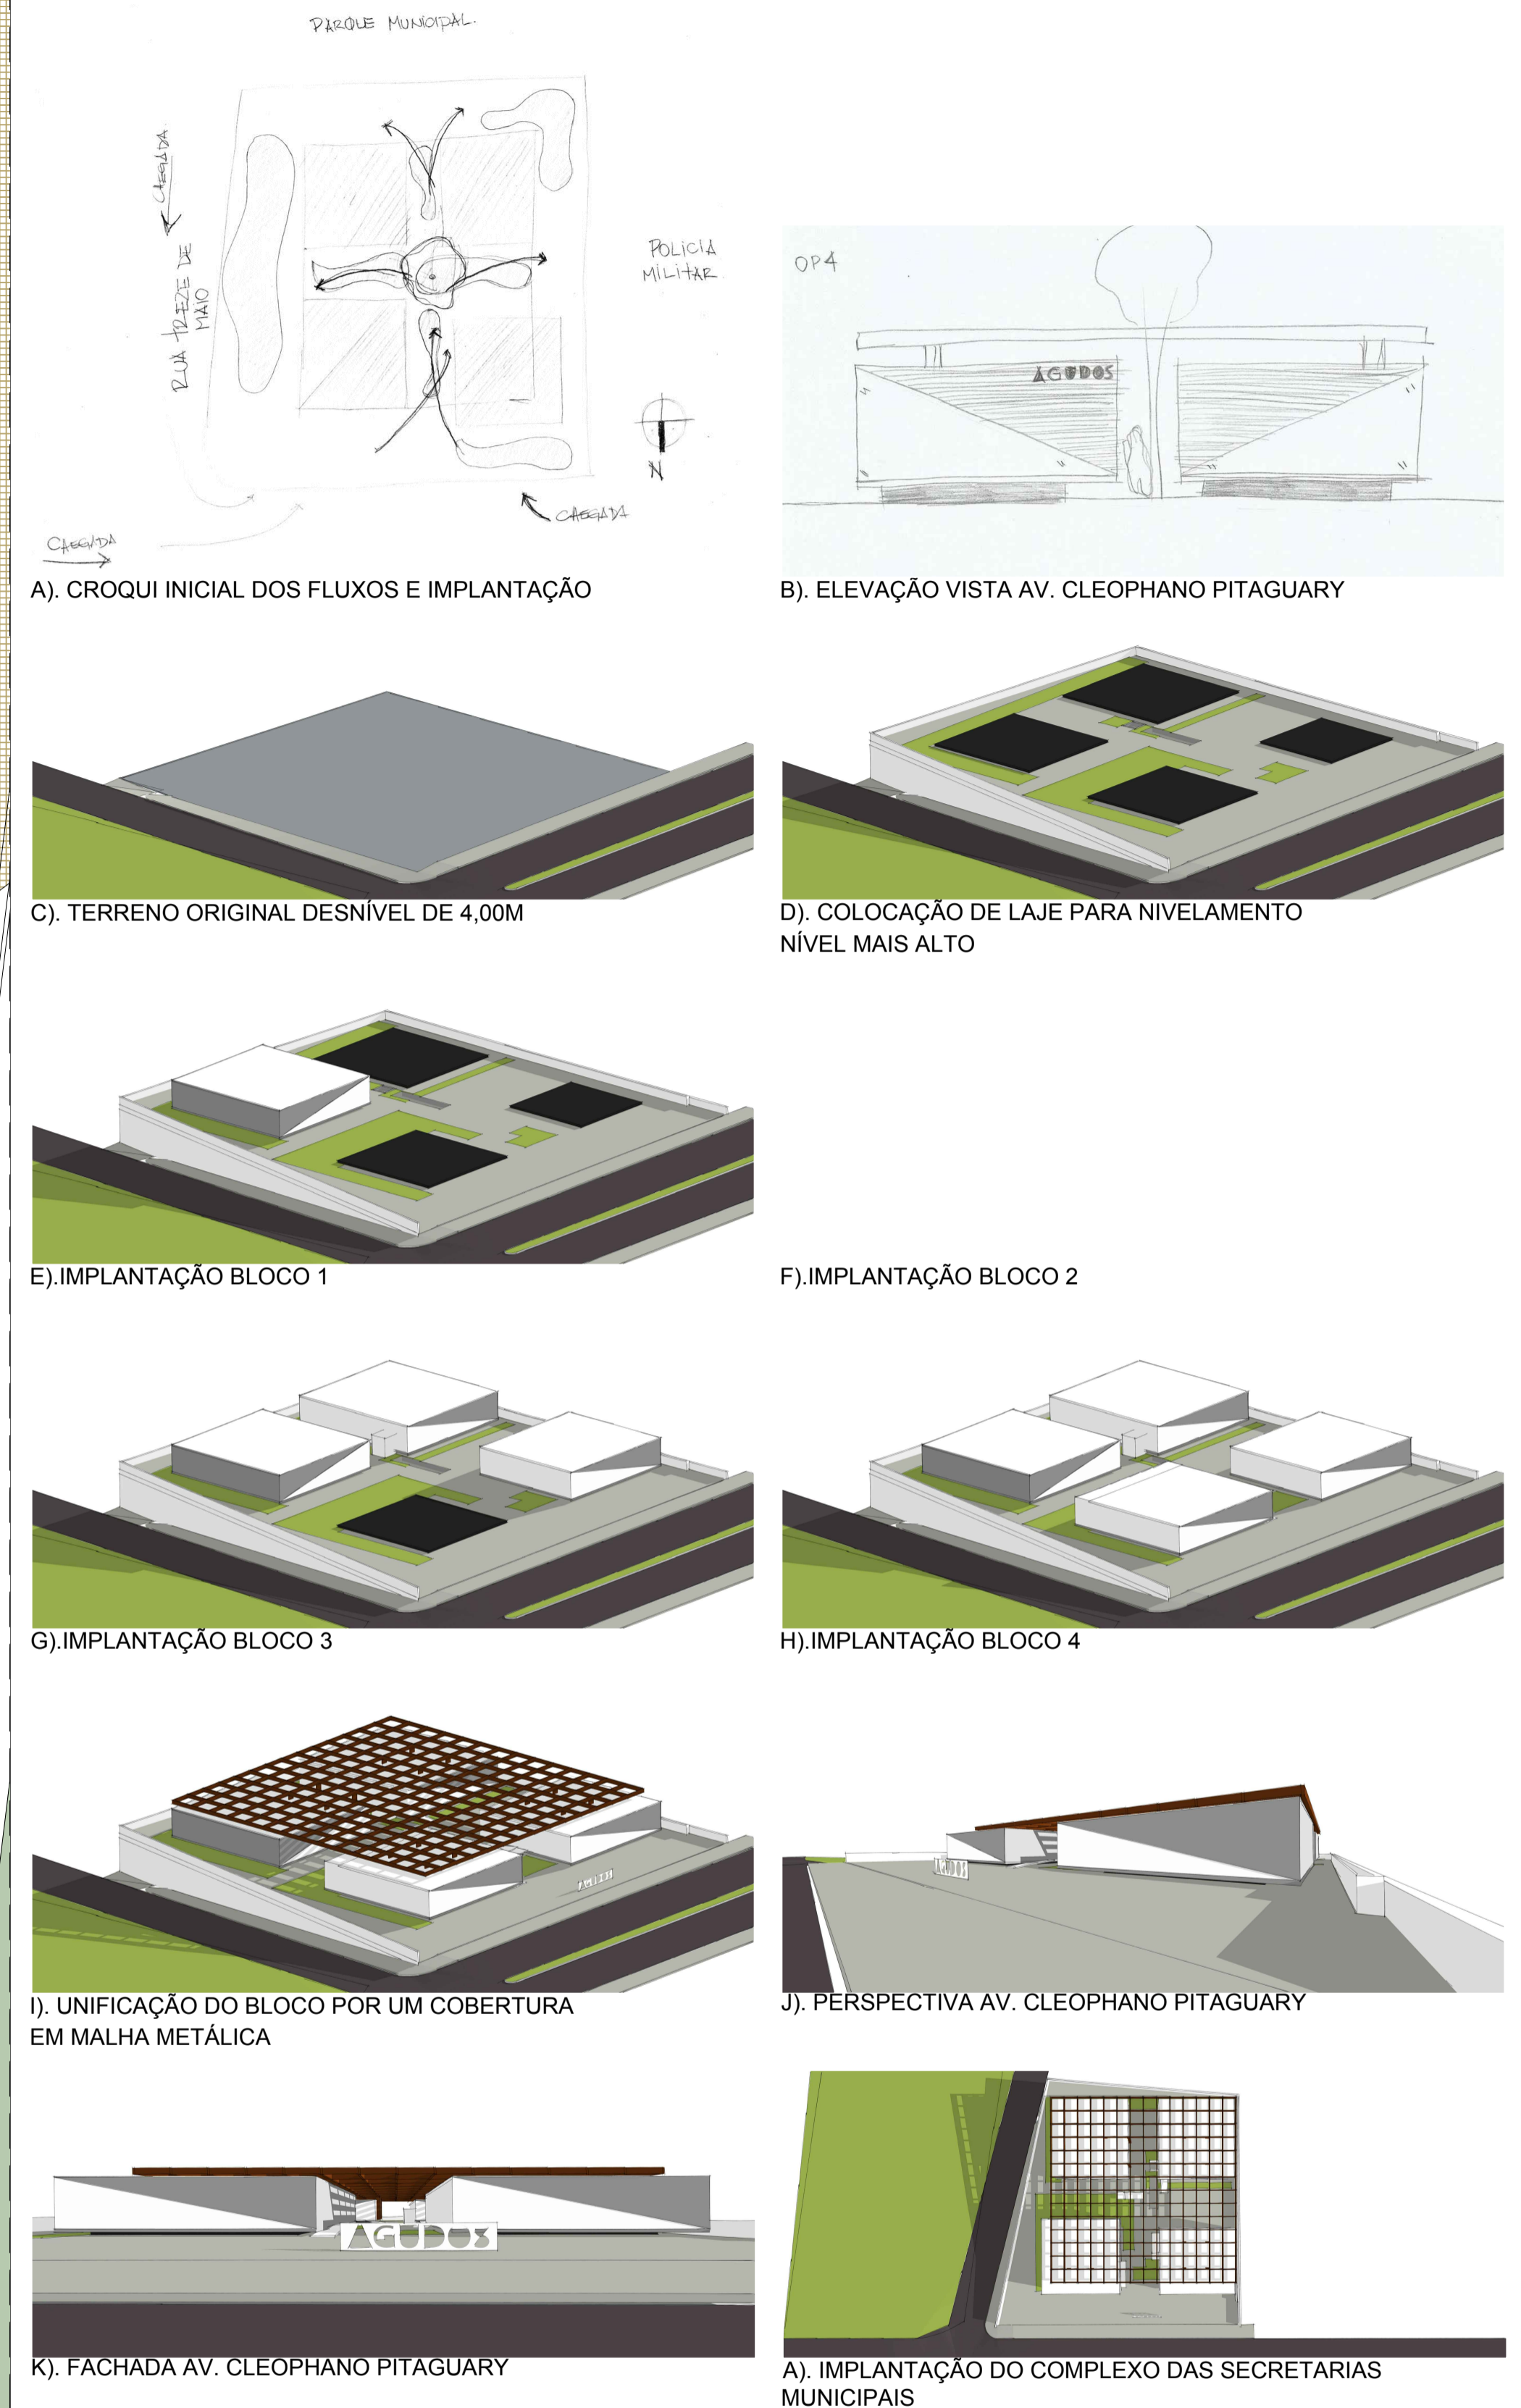 PARQUE MUNICIPAL.
CHEGADA.
RUA TREZE DE
MAIO
POLICIA
MILITAR.
N
CHEGADA
CHEGADA
A). CROQUI INICIAL DOS FLUXOS E IMPLANTAÇÃO
OP4
AGUDOS
B). ELEVAÇÃO VISTA AV. CLEOPHANO PITAGUARY
C). TERRENO ORIGINAL DESNÍVEL DE 4,00M
D). COLOCAÇÃO DE LAJE PARA NIVELAMENTO
NÍVEL MAIS ALTO
E).IMPLANTAÇÃO BLOCO 1
F).IMPLANTAÇÃO BLOCO 2
G).IMPLANTAÇÃO BLOCO 3
H).IMPLANTAÇÃO BLOCO 4
AGUDOS
I). UNIFICAÇÃO DO BLOCO POR UM COBERTURA
EM MALHA METÁLICA
AGUDOS
J). PERSPECTIVA AV. CLEOPHANO PITAGUARY
AGUDOS
K). FACHADA AV. CLEOPHANO PITAGUARY
A). IMPLANTAÇÃO DO COMPLEXO DAS SECRETARIAS
MUNICIPAIS